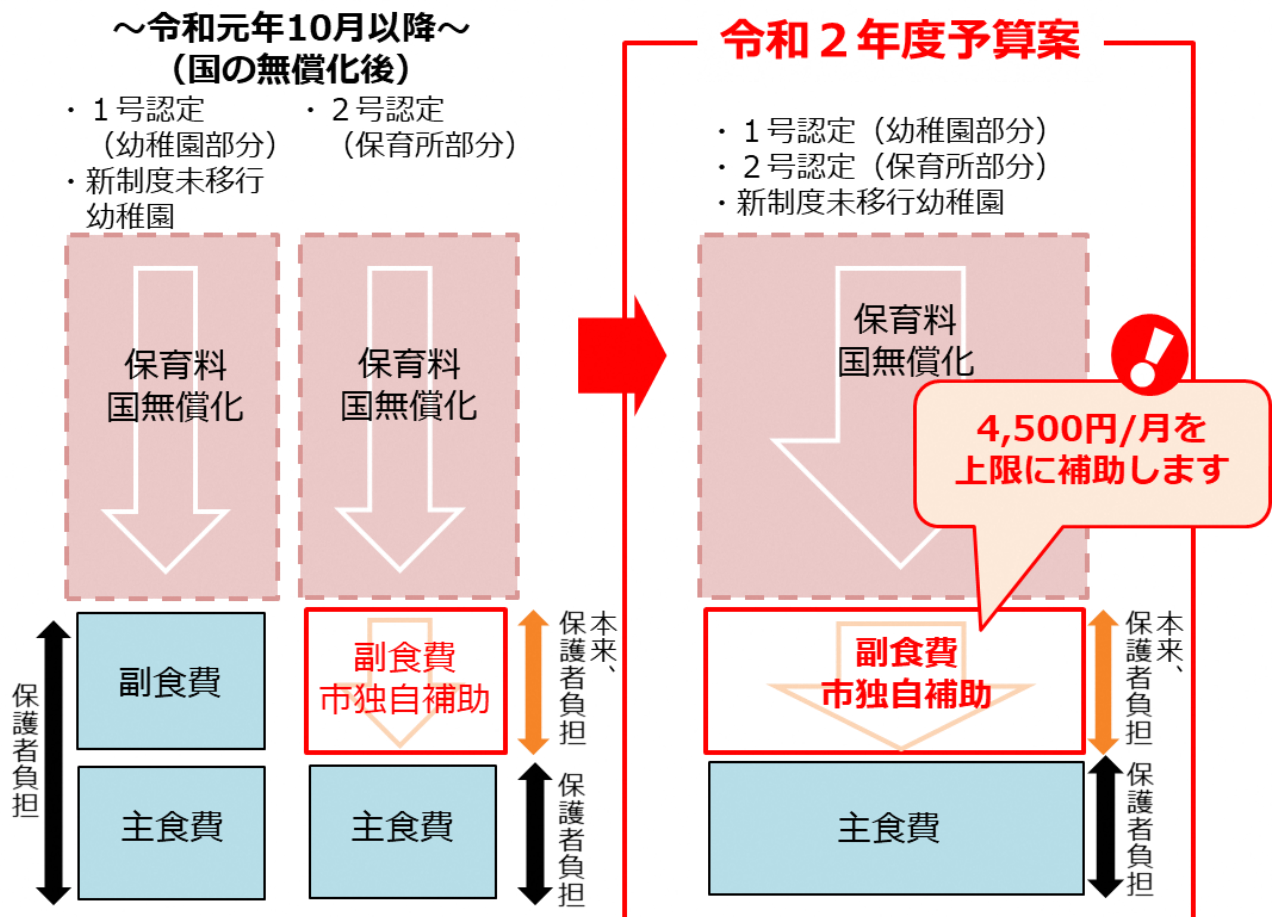 ～令和元年10月以降～
（国の無償化後）
・１号認定
（幼稚園部分）
・新制度未移行
幼稚園
・２号認定
（保育所部分）
保育料
国無償化
保育料
国無償化
副食費
副食費
市独自補助
主食費
主食費
保護者負担
本来、
保護者負担
保護者負担
令和２年度予算案
・１号認定（幼稚園部分）
・２号認定（保育所部分）
・新制度未移行幼稚園
保育料
国無償化
4,500円/月を
上限に補助します
副食費
市独自補助
主食費
本来、
保護者負担
保護者負担